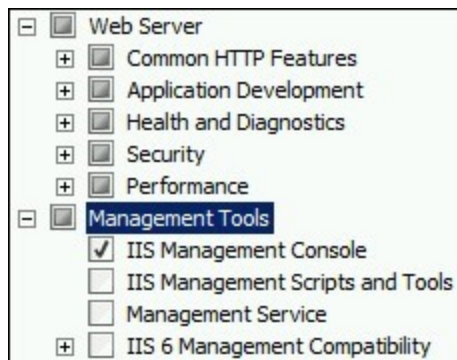 Web Server
Common HTTP Features
Application Development
Health and Diagnostics
Security
Performance
Management Tools
IIS Management Console
IIS Management Scripts and Tools
Management Service
IIS 6 Management Compatibility